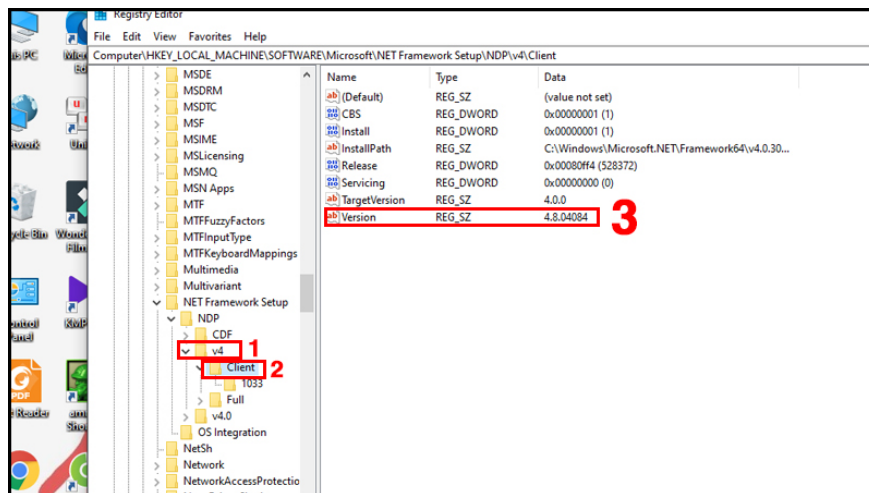 Registry Editor
File Edit View Favorites Help
Computer\HKEY_LOCAL_MACHINE\SOFTWARE\Microsoft\NET Framework Setup\NDP\v4\Client
MSDE
MSDRM
MSDTC
MSF
MSIME
MSLicensing
MSMQ
MSN Apps
MTF
MTFFuzzyFactors
MTFInputType
MTFKeyboardMappings
Multimedia
Multivariant
NET Framework Setup
NDP
CDF
v4 1
Client 2
1033
Full
v4.0
OS Integration
NetSh
Network
NetworkAccessProtectio
Name Type Data
(Default) REG_SZ (value not set)
CBS REG_DWORD 0x00000001 (1)
Install REG_DWORD 0x00000001 (1)
InstallPath REG_SZ C:\Windows\Microsoft.NET\Framework64\v4.0.30...
Release REG_DWORD 0x00080ff4 (528372)
Servicing REG_DWORD 0x00000000 (0)
TargetVersion REG_SZ 4.0.0
Version REG_SZ 4.8.04084 3
PDF
Reader